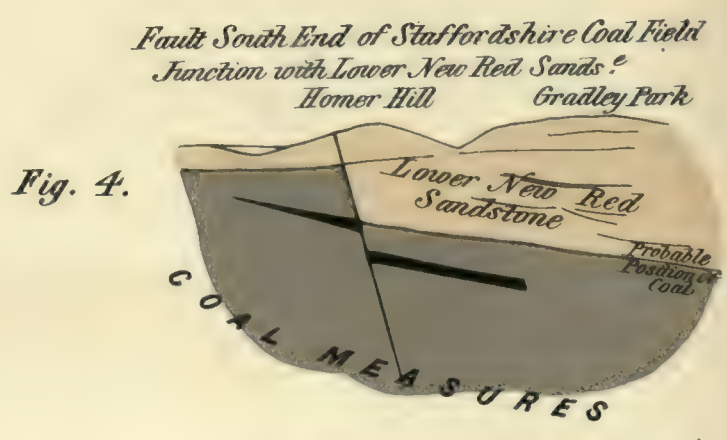 Fault South End of Staffordshire Coal Field
Junction with Lower New Red Sands.e
Homer Hill Gradley Park
Fig. 4.
Lower New Red
Sandstone
Probable
Position of
Coal
COAL MEASURES